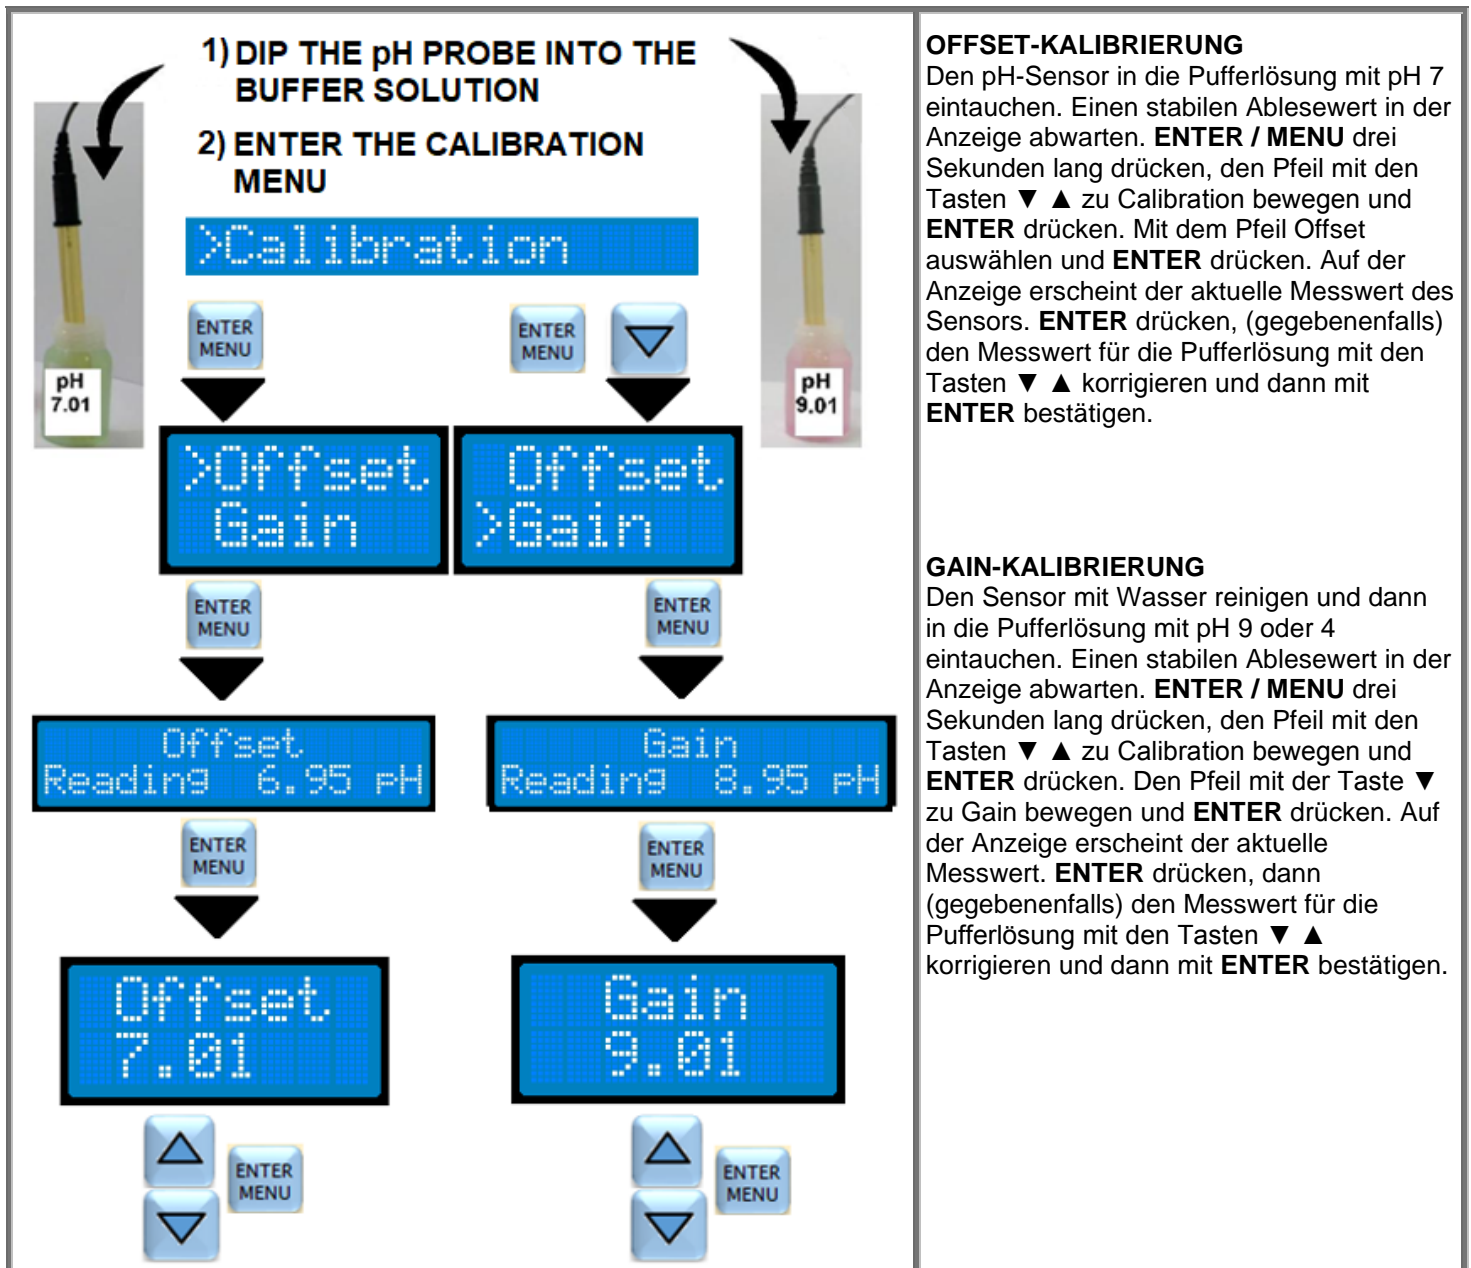 1) DIP THE pH PROBE INTO THE
BUFFER SOLUTION
2) ENTER THE CALIBRATION
MENU
>Calibration
pH
7.01
pH
9.01
ENTER
MENU
ENTER
MENU
>Offset
Gain
Offset
>Gain
ENTER
MENU
ENTER
MENU
Offset
Reading 6.95 pH
Gain
Reading 8.95 pH
ENTER
MENU
ENTER
MENU
Offset
7.01
Gain
9.01
ENTER
MENU
ENTER
MENU
OFFSET-KALIBRIERUNG
Den pH-Sensor in die Pufferlösung mit pH 7
eintauchen. Einen stabilen Ablesewert in der
Anzeige abwarten. ENTER / MENU drei
Sekunden lang drücken, den Pfeil mit den
Tasten ▼ ▲ zu Calibration bewegen und
ENTER drücken. Mit dem Pfeil Offset
auswählen und ENTER drücken. Auf der
Anzeige erscheint der aktuelle Messwert des
Sensors. ENTER drücken, (gegebenenfalls)
den Messwert für die Pufferlösung mit den
Tasten ▼ ▲ korrigieren und dann mit
ENTER bestätigen.
GAIN-KALIBRIERUNG
Den Sensor mit Wasser reinigen und dann
in die Pufferlösung mit pH 9 oder 4
eintauchen. Einen stabilen Ablesewert in der
Anzeige abwarten. ENTER / MENU drei
Sekunden lang drücken, den Pfeil mit den
Tasten ▼ ▲ zu Calibration bewegen und
ENTER drücken. Den Pfeil mit der Taste ▼
zu Gain bewegen und ENTER drücken. Auf
der Anzeige erscheint der aktuelle
Messwert. ENTER drücken, dann
(gegebenenfalls) den Messwert für die
Pufferlösung mit den Tasten ▼ ▲
korrigieren und dann mit ENTER bestätigen.